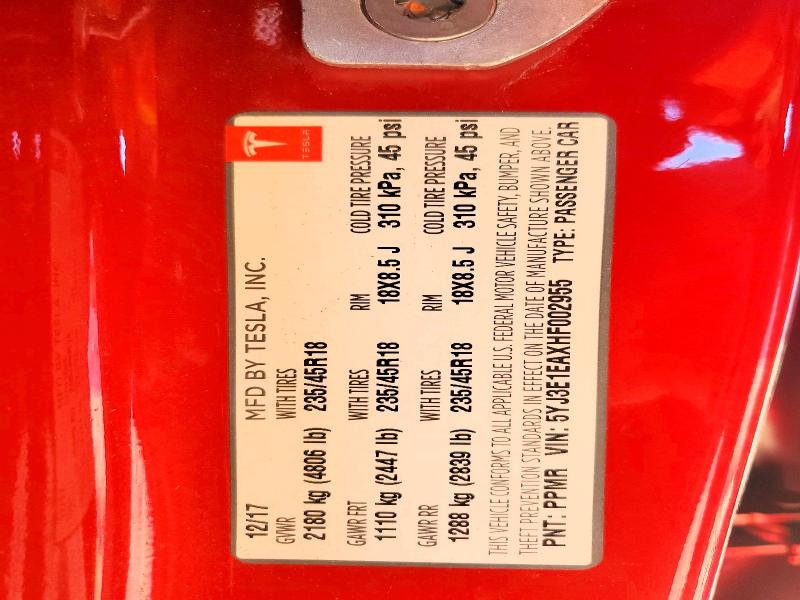 12/17 MFD BY TESLA, INC. TESLA
GVWR WITH TIRES
2180 kg (4806 lb) 235/45R18
GAWR FRT WITH TIRES RIM COLD TIRE PRESSURE
1110 kg (2447 lb) 235/45R18 18X8.5 J 310 kPa, 45 psi
GAWR RR WITH TIRES RIM COLD TIRE PRESSURE
1288 kg (2839 lb) 235/45R18 18X8.5 J 310 kPa, 45 psi
THIS VEHICLE CONFORMS TO ALL APPLICABLE U.S. FEDERAL MOTOR VEHICLE SAFETY, BUMPER, AND
THEFT PREVENTION STANDARDS IN EFFECT ON THE DATE OF MANUFACTURE SHOWN ABOVE.
PNT: PPMR VIN: 5YJ3E1EAXHF002955 TYPE: PASSENGER CAR